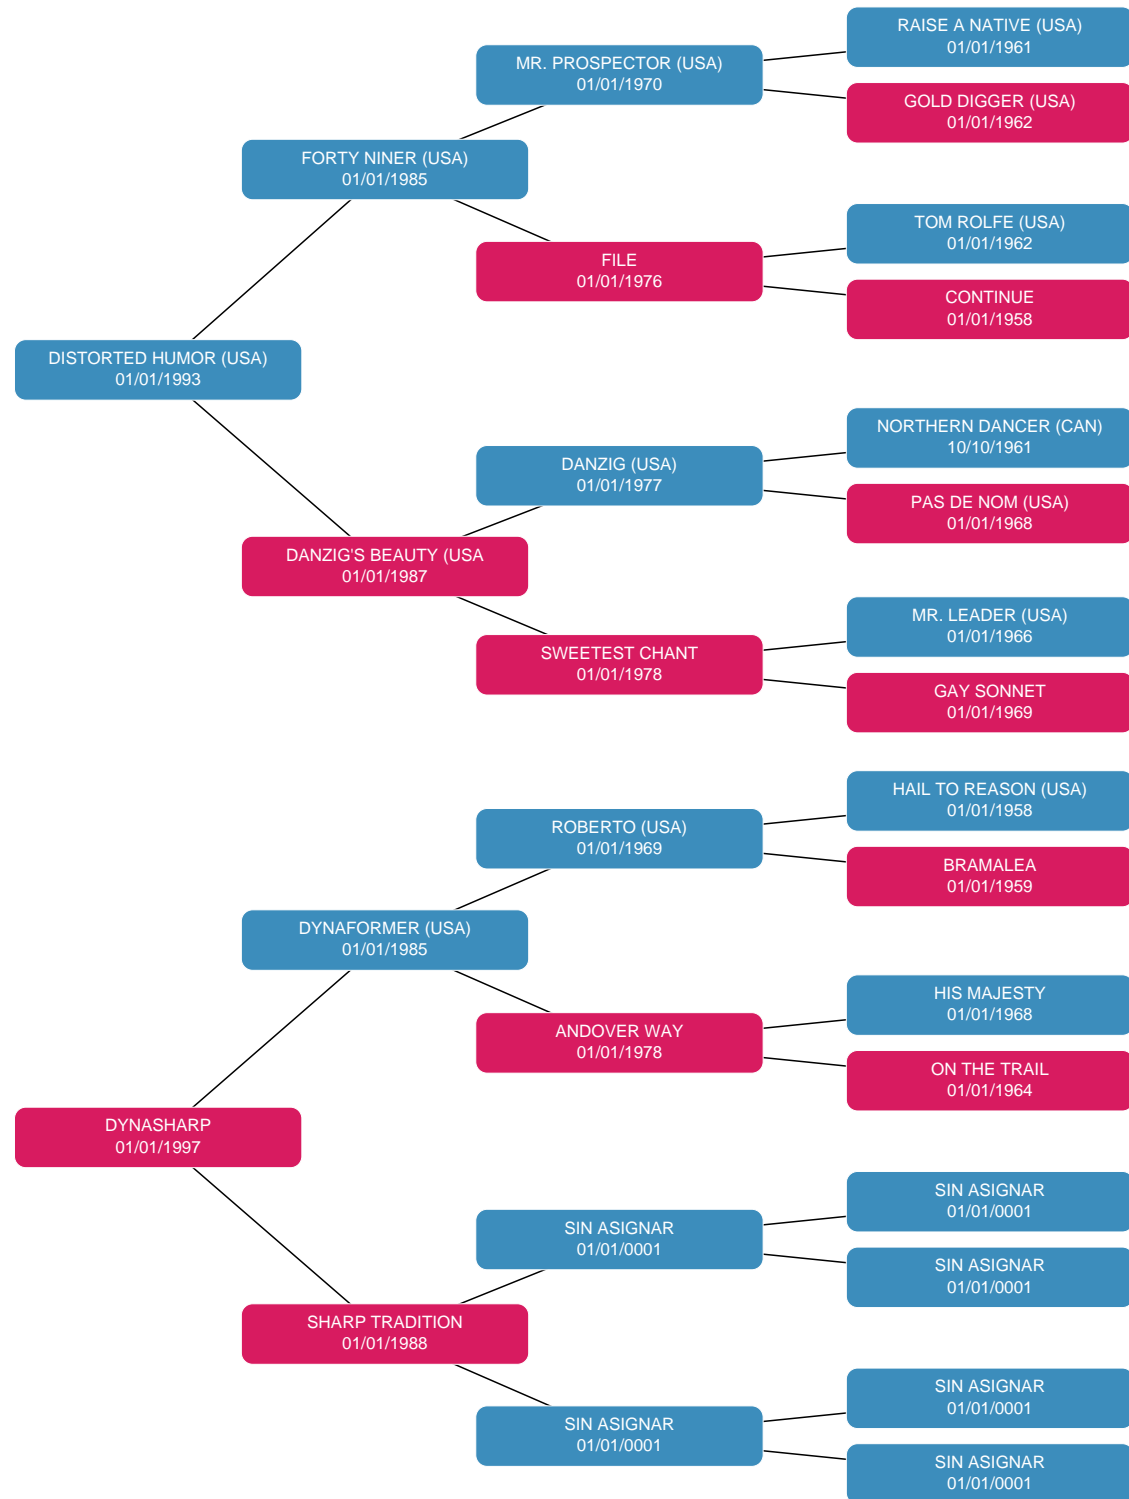 RAISE A NATIVE (USA)
01/01/1961
MR. PROSPECTOR (USA)
01/01/1970
GOLD DIGGER (USA)
01/01/1962
FORTY NINER (USA)
01/01/1985
TOM ROLFE (USA)
01/01/1962
FILE
01/01/1976
CONTINUE
01/01/1958
DISTORTED HUMOR (USA)
01/01/1993
NORTHERN DANCER (CAN)
10/10/1961
DANZIG (USA)
01/01/1977
PAS DE NOM (USA)
01/01/1968
DANZIG'S BEAUTY (USA
01/01/1987
MR. LEADER (USA)
01/01/1966
SWEETEST CHANT
01/01/1978
GAY SONNET
01/01/1969
HAIL TO REASON (USA)
01/01/1958
ROBERTO (USA)
01/01/1969
BRAMALEA
01/01/1959
DYNAFORMER (USA)
01/01/1985
HIS MAJESTY
01/01/1968
ANDOVER WAY
01/01/1978
ON THE TRAIL
01/01/1964
DYNASHARP
01/01/1997
SIN ASIGNAR
01/01/0001
SIN ASIGNAR
01/01/0001
SIN ASIGNAR
01/01/0001
SHARP TRADITION
01/01/1988
SIN ASIGNAR
01/01/0001
SIN ASIGNAR
01/01/0001
SIN ASIGNAR
01/01/0001